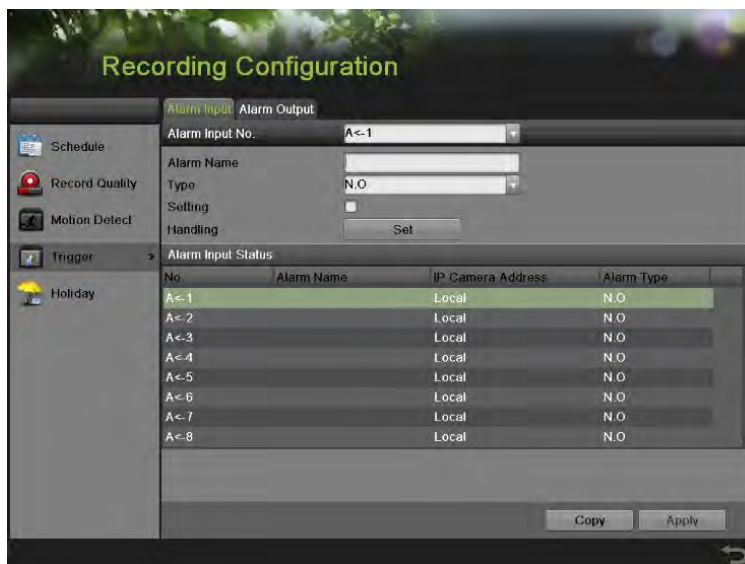 Recording Configuration
Alarm Input Alarm Output
Alarm Input No. A<-1
Schedule
Alarm Name
Record Quality
Type N.O
Setting
Motion Detect
Handling Set
Trigger
Alarm Input Status
No. Alarm Name IP Camera Address Alarm Type
Holiday
A<-1 Local N.O
A<-2 Local N.O
A<-3 Local N.O
A<-4 Local N.O
A<-5 Local N.O
A<-6 Local N.O
A<-7 Local N.O
A<-8 Local N.O
Copy Apply